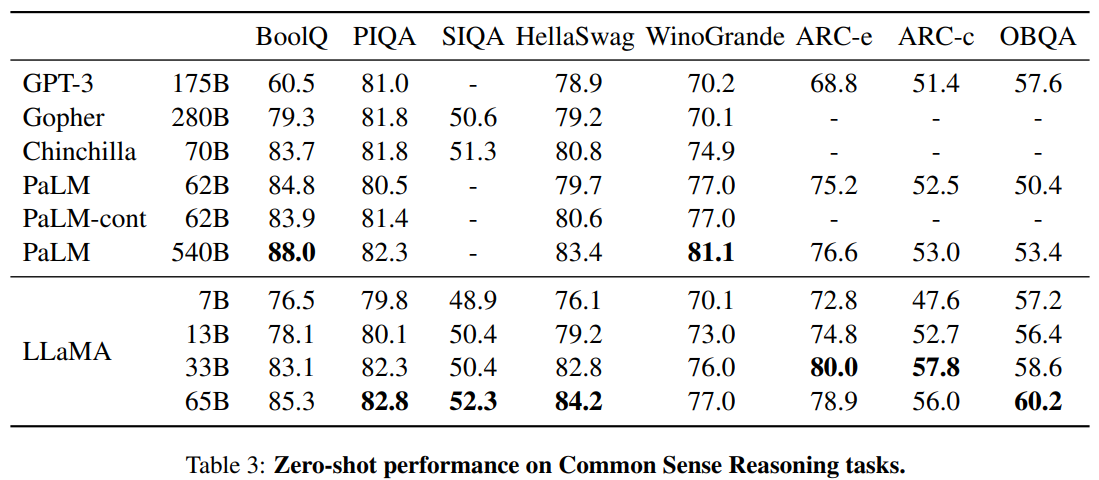 BoolQ PIQA SIQA HellaSwag WinoGrande ARC-e ARC-c OBQA
GPT-3 175B 60.5 81.0 - 78.9 70.2 68.8 51.4 57.6
Gopher 280B 79.3 81.8 50.6 79.2 70.1 - - -
Chinchilla 70B 83.7 81.8 51.3 80.8 74.9 - - -
PaLM 62B 84.8 80.5 - 79.7 77.0 75.2 52.5 50.4
PaLM-cont 62B 83.9 81.4 - 80.6 77.0 - - -
PaLM 540B 88.0 82.3 - 83.4 81.1 76.6 53.0 53.4
LLaMA
7B 76.5 79.8 48.9 76.1 70.1 72.8 47.6 57.2
13B 78.1 80.1 50.4 79.2 73.0 74.8 52.7 56.4
33B 83.1 82.3 50.4 82.8 76.0 80.0 57.8 58.6
65B 85.3 82.8 52.3 84.2 77.0 78.9 56.0 60.2
Table 3: Zero-shot performance on Common Sense Reasoning tasks.